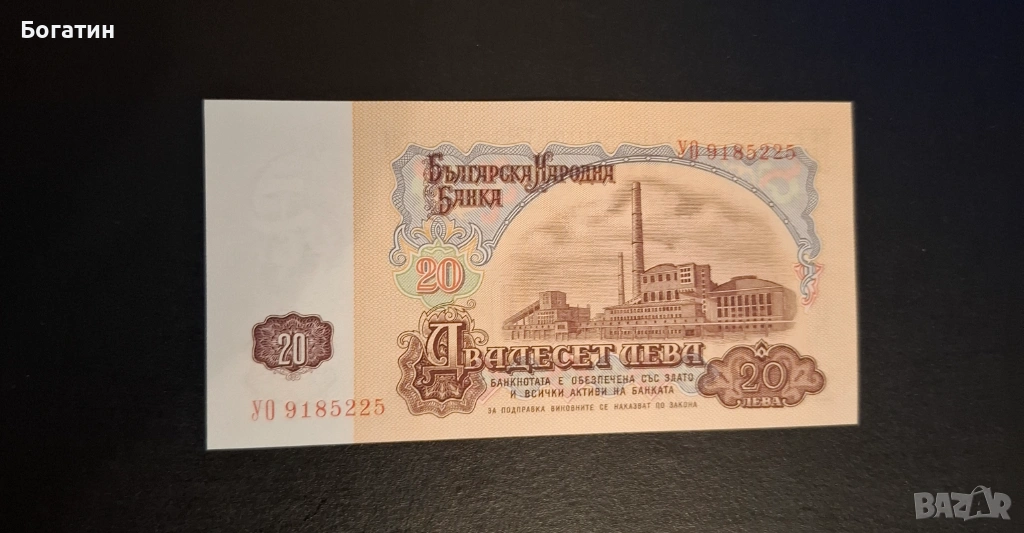 Богатин
УО 9185225
БЪЛГАРСКА НАРОДНА
БАНКА
20
20
ДВАДЕСЕТ ЛЕВА
БАНКНОТАТА Е ОБЕЗПЕЧЕНА СЪС ЗЛАТО
И ВСИЧКИ АКТИВИ НА БАНКАТА
20
ЛЕВА
УО 9185225
ЗА ПОДПРАВКА ВИНОВНИТЕ СЕ НАКАЗВАТ ПО ЗАКОНА
BAZAR